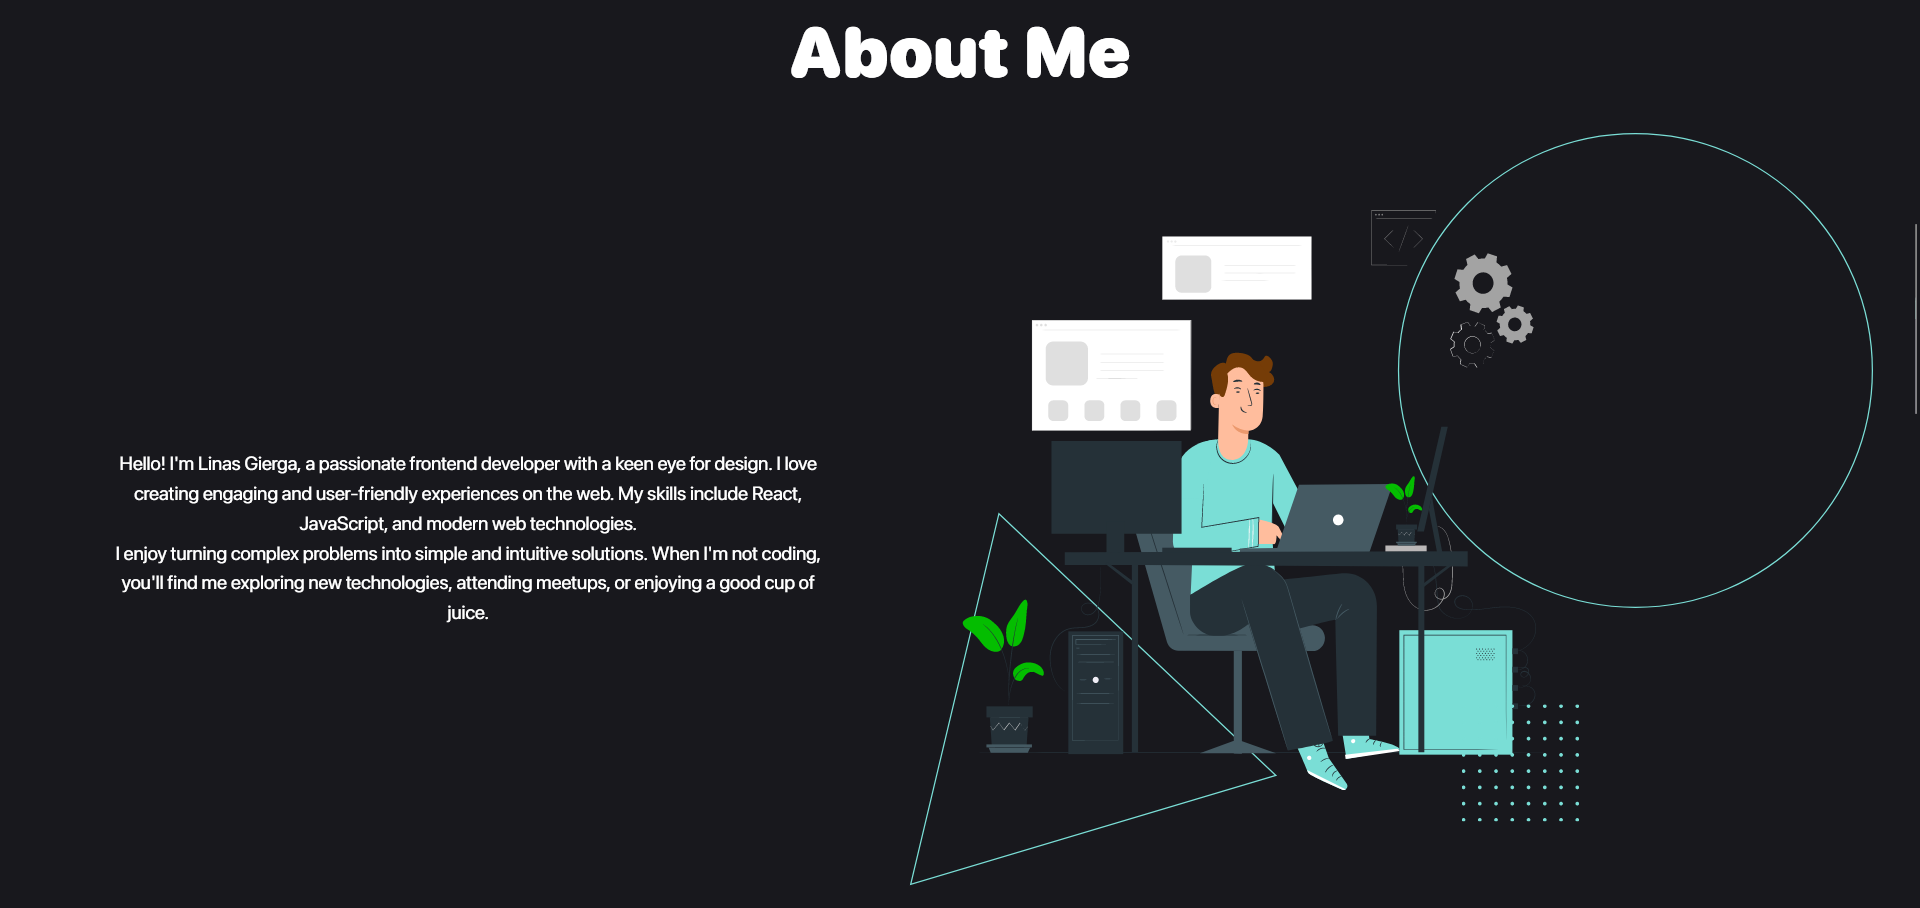 About Me
Hello! I'm Linas Gierga, a passionate frontend developer with a keen eye for design. I love
creating engaging and user-friendly experiences on the web. My skills include React,
JavaScript, and modern web technologies.
I enjoy turning complex problems into simple and intuitive solutions. When I'm not coding,
you'll find me exploring new technologies, attending meetups, or enjoying a good cup of
juice.